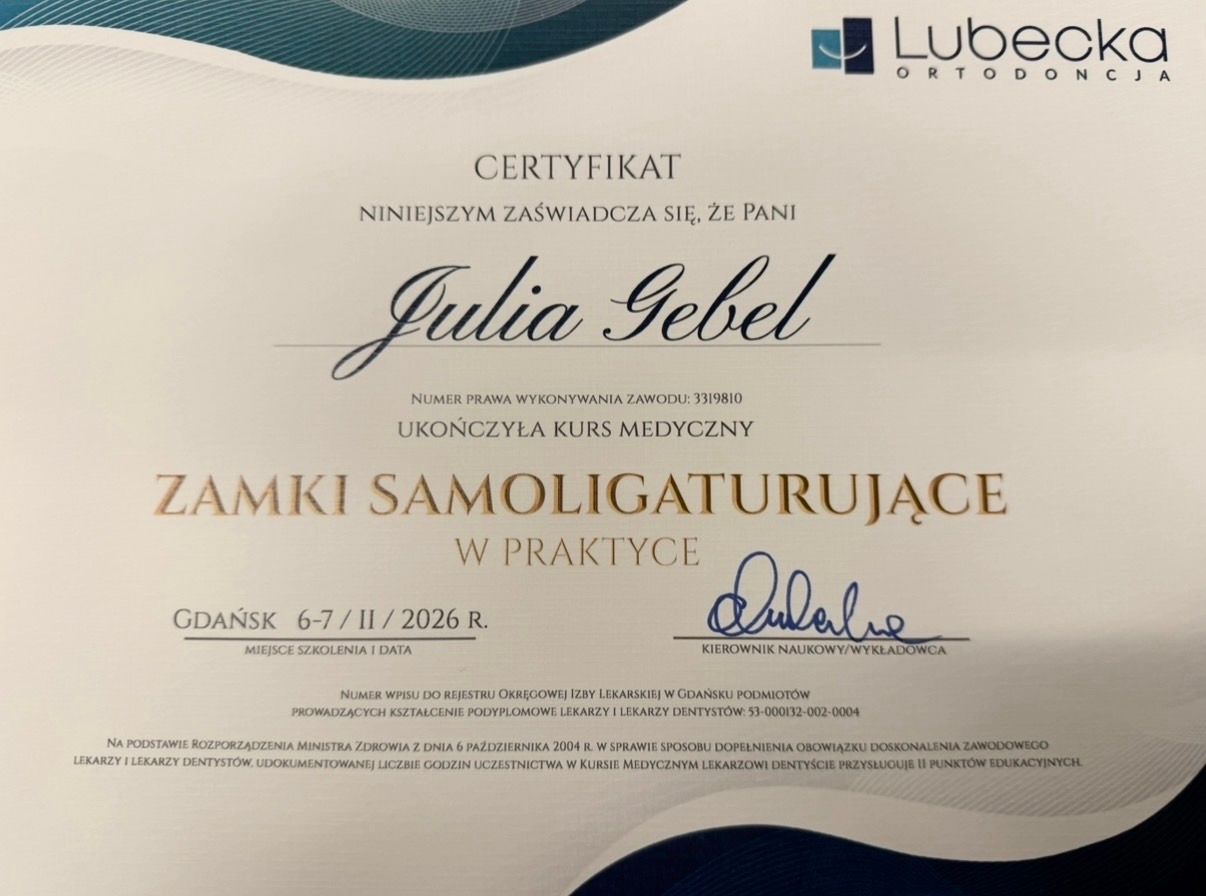 Lubecka
ORTODONCJA
CERTYFIKAT
NINIEJSZYM ZAŚWIADCZA SIĘ, ŻE PANI
Julia Gebel
NUMER PRAWA WYKONYWANIA ZAWODU: 3319810
UKOŃCZYŁA KURS MEDYCZNY
ZAMKI SAMOLIGATURUJĄCE
W PRAKTYCE
GDAŃSK 6-7 / II / 2026 R.
MIEJSCE SZKOLENIA I DATA
KIEROWNIK NAUKOWY/WYKŁADOWCA
NUMER WPISU DO REJESTRU OKRĘGOWEJ IZBY LEKARSKIEJ W GDAŃSKU PODMIOTÓW
PROWADZĄCYCH KSZTAŁCENIE PODYPLOMOWE LEKARZY I LEKARZY DENTYSTÓW: 53-000132-002-0004
NA PODSTAWIE ROZPORZĄDZENIA MINISTRA ZDROWIA Z DNIA 6 PAŹDZIERNIKA 2004 R. W SPRAWIE SPOSOBU DOPEŁNIENIA OBOWIĄZKU DOSKONALENIA ZAWODOWEGO
LEKARZY I LEKARZY DENTYSTÓW, UDOKUMENTOWANEJ LICZBIE GODZIN UCZESTNICTWA W KURSIE MEDYCZNYM LEKARZOWI DENTYŚCIE PRZYSŁUGUJE 11 PUNKTÓW EDUKACYJNYCH.